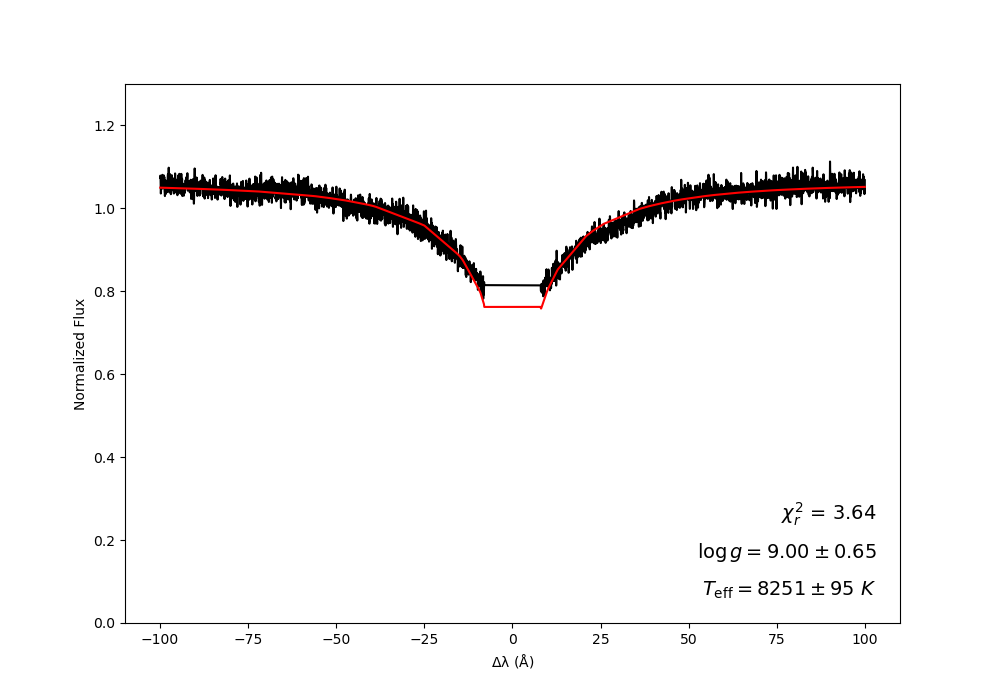 1.2
1.0
0.8
0.6
0.4
0.2
0.0
Normalized Flux
χ²ᵣ = 3.64
log g = 9.00 ± 0.65
T_eff = 8251 ± 95 K
−100 −75 −50 −25 0 25 50 75 100
Δλ (Å)